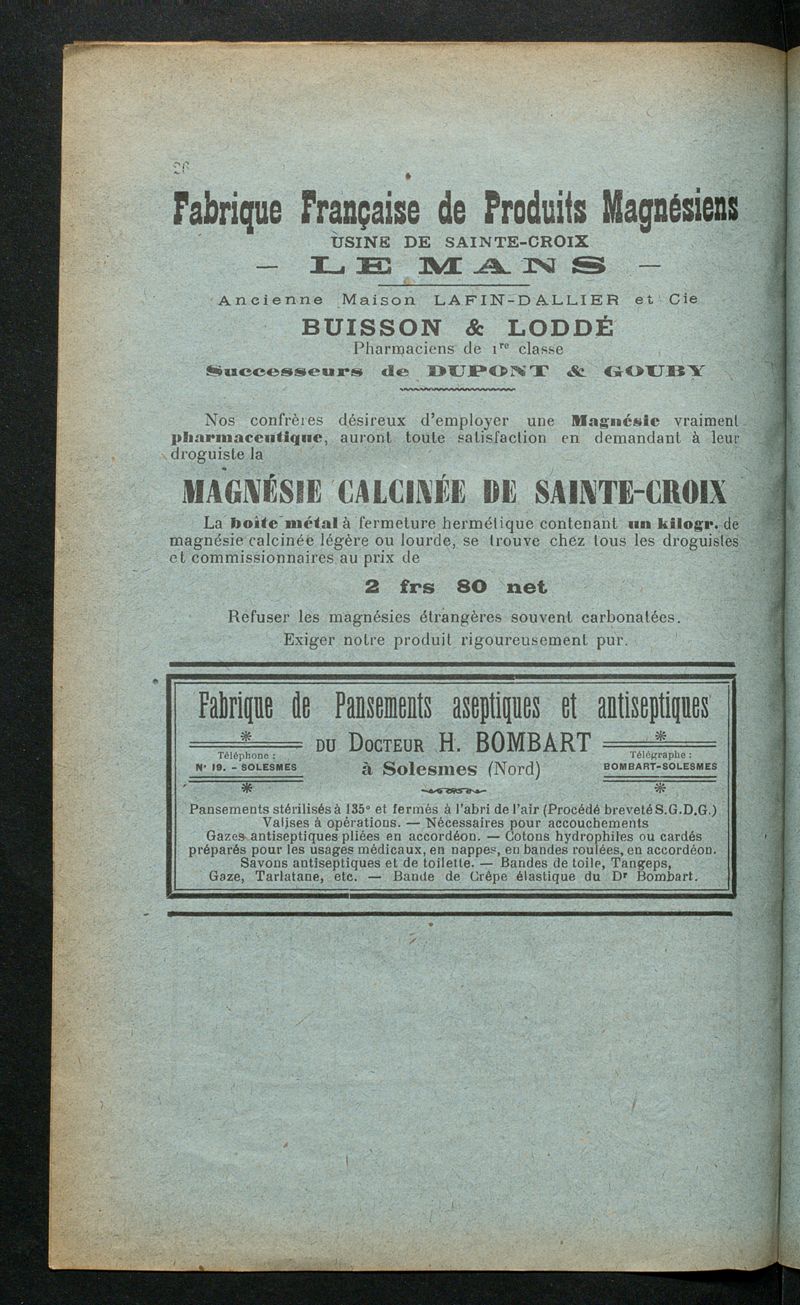 Fabrique Française de Produits Magnésiens
USINE DE SAINTE-CROIX
— LE MANS —
Ancienne Maison LAFIN-DALLIER et Cie
BUISSON & LODDÉ
Pharmaciens de 1re classe
Successeurs de DUPONT & GOUBY
Nos confrères désireux d'employer une Magnésie vraiment
pharmaceutique, auront toute satisfaction en demandant à leur
droguiste la
MAGNÉSIE CALCINÉE DE SAINTE-CROIX
La boîte métal à fermeture hermétique contenant un kilogr. de
magnésie calcinée légère ou lourde, se trouve chez tous les droguistes
et commissionnaires au prix de
2 frs 80 net
Refuser les magnésies étrangères souvent carbonatées.
Exiger notre produit rigoureusement pur.
Fabrique de Pansements aseptiques et antiseptiques
DU DOCTEUR H. BOMBART
à Solesmes (Nord)
Téléphone :
N° 19. - SOLESMES
Télégraphe :
BOMBART-SOLESMES
Pansements stérilisés à 135° et fermés à l'abri de l'air (Procédé breveté S.G.D.G.)
Valises à opérations. — Nécessaires pour accouchements
Gazes antiseptiques pliées en accordéon. — Cotons hydrophiles ou cardés
préparés pour les usages médicaux, en nappes, en bandes roulées, en accordéon.
Savons antiseptiques et de toilette. — Bandes de toile, Tangeps,
Gaze, Tarlatane, etc. — Bande de Crêpe élastique du Dr Bombart.